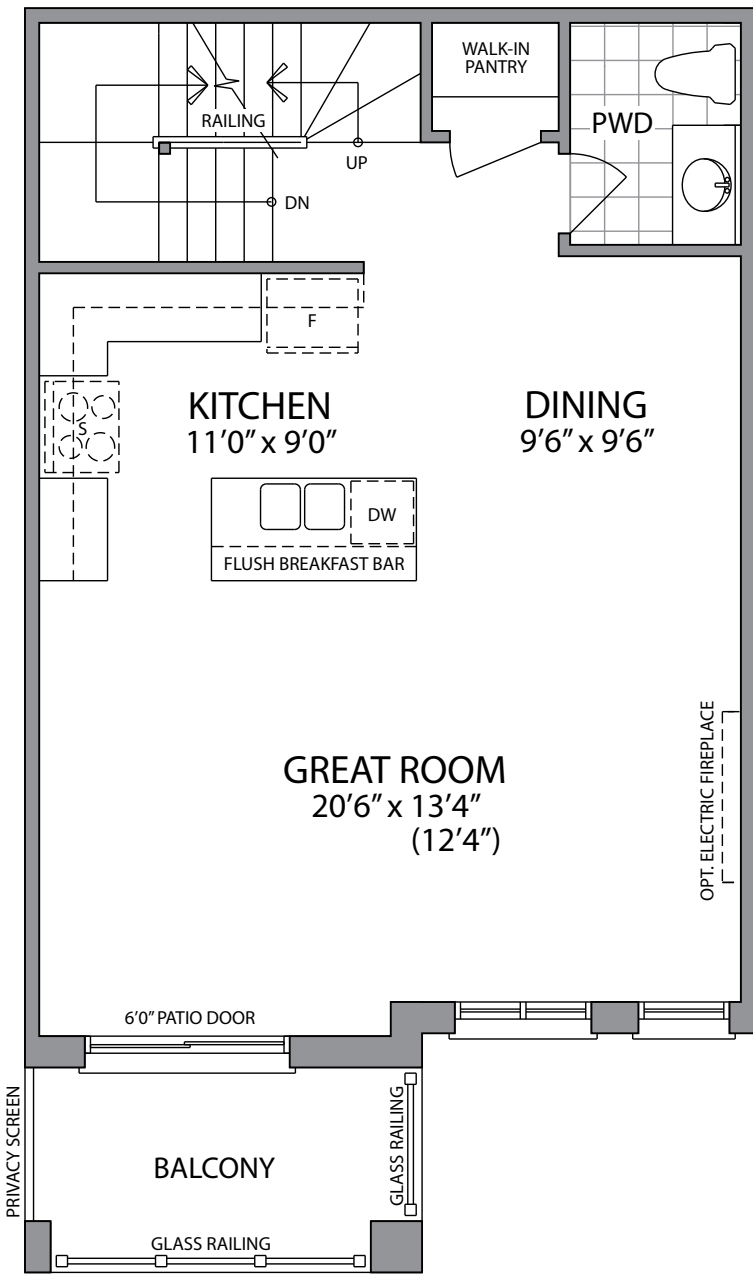 WALK-IN
PANTRY
PWD
RAILING
UP
DN
F
KITCHEN
11'0" x 9'0"
DINING
9'6" x 9'6"
S
DW
FLUSH BREAKFAST BAR
GREAT ROOM
20'6" x 13'4"
(12'4")
OPT. ELECTRIC FIREPLACE
6'0" PATIO DOOR
PRIVACY SCREEN
BALCONY
GLASS RAILING
GLASS RAILING